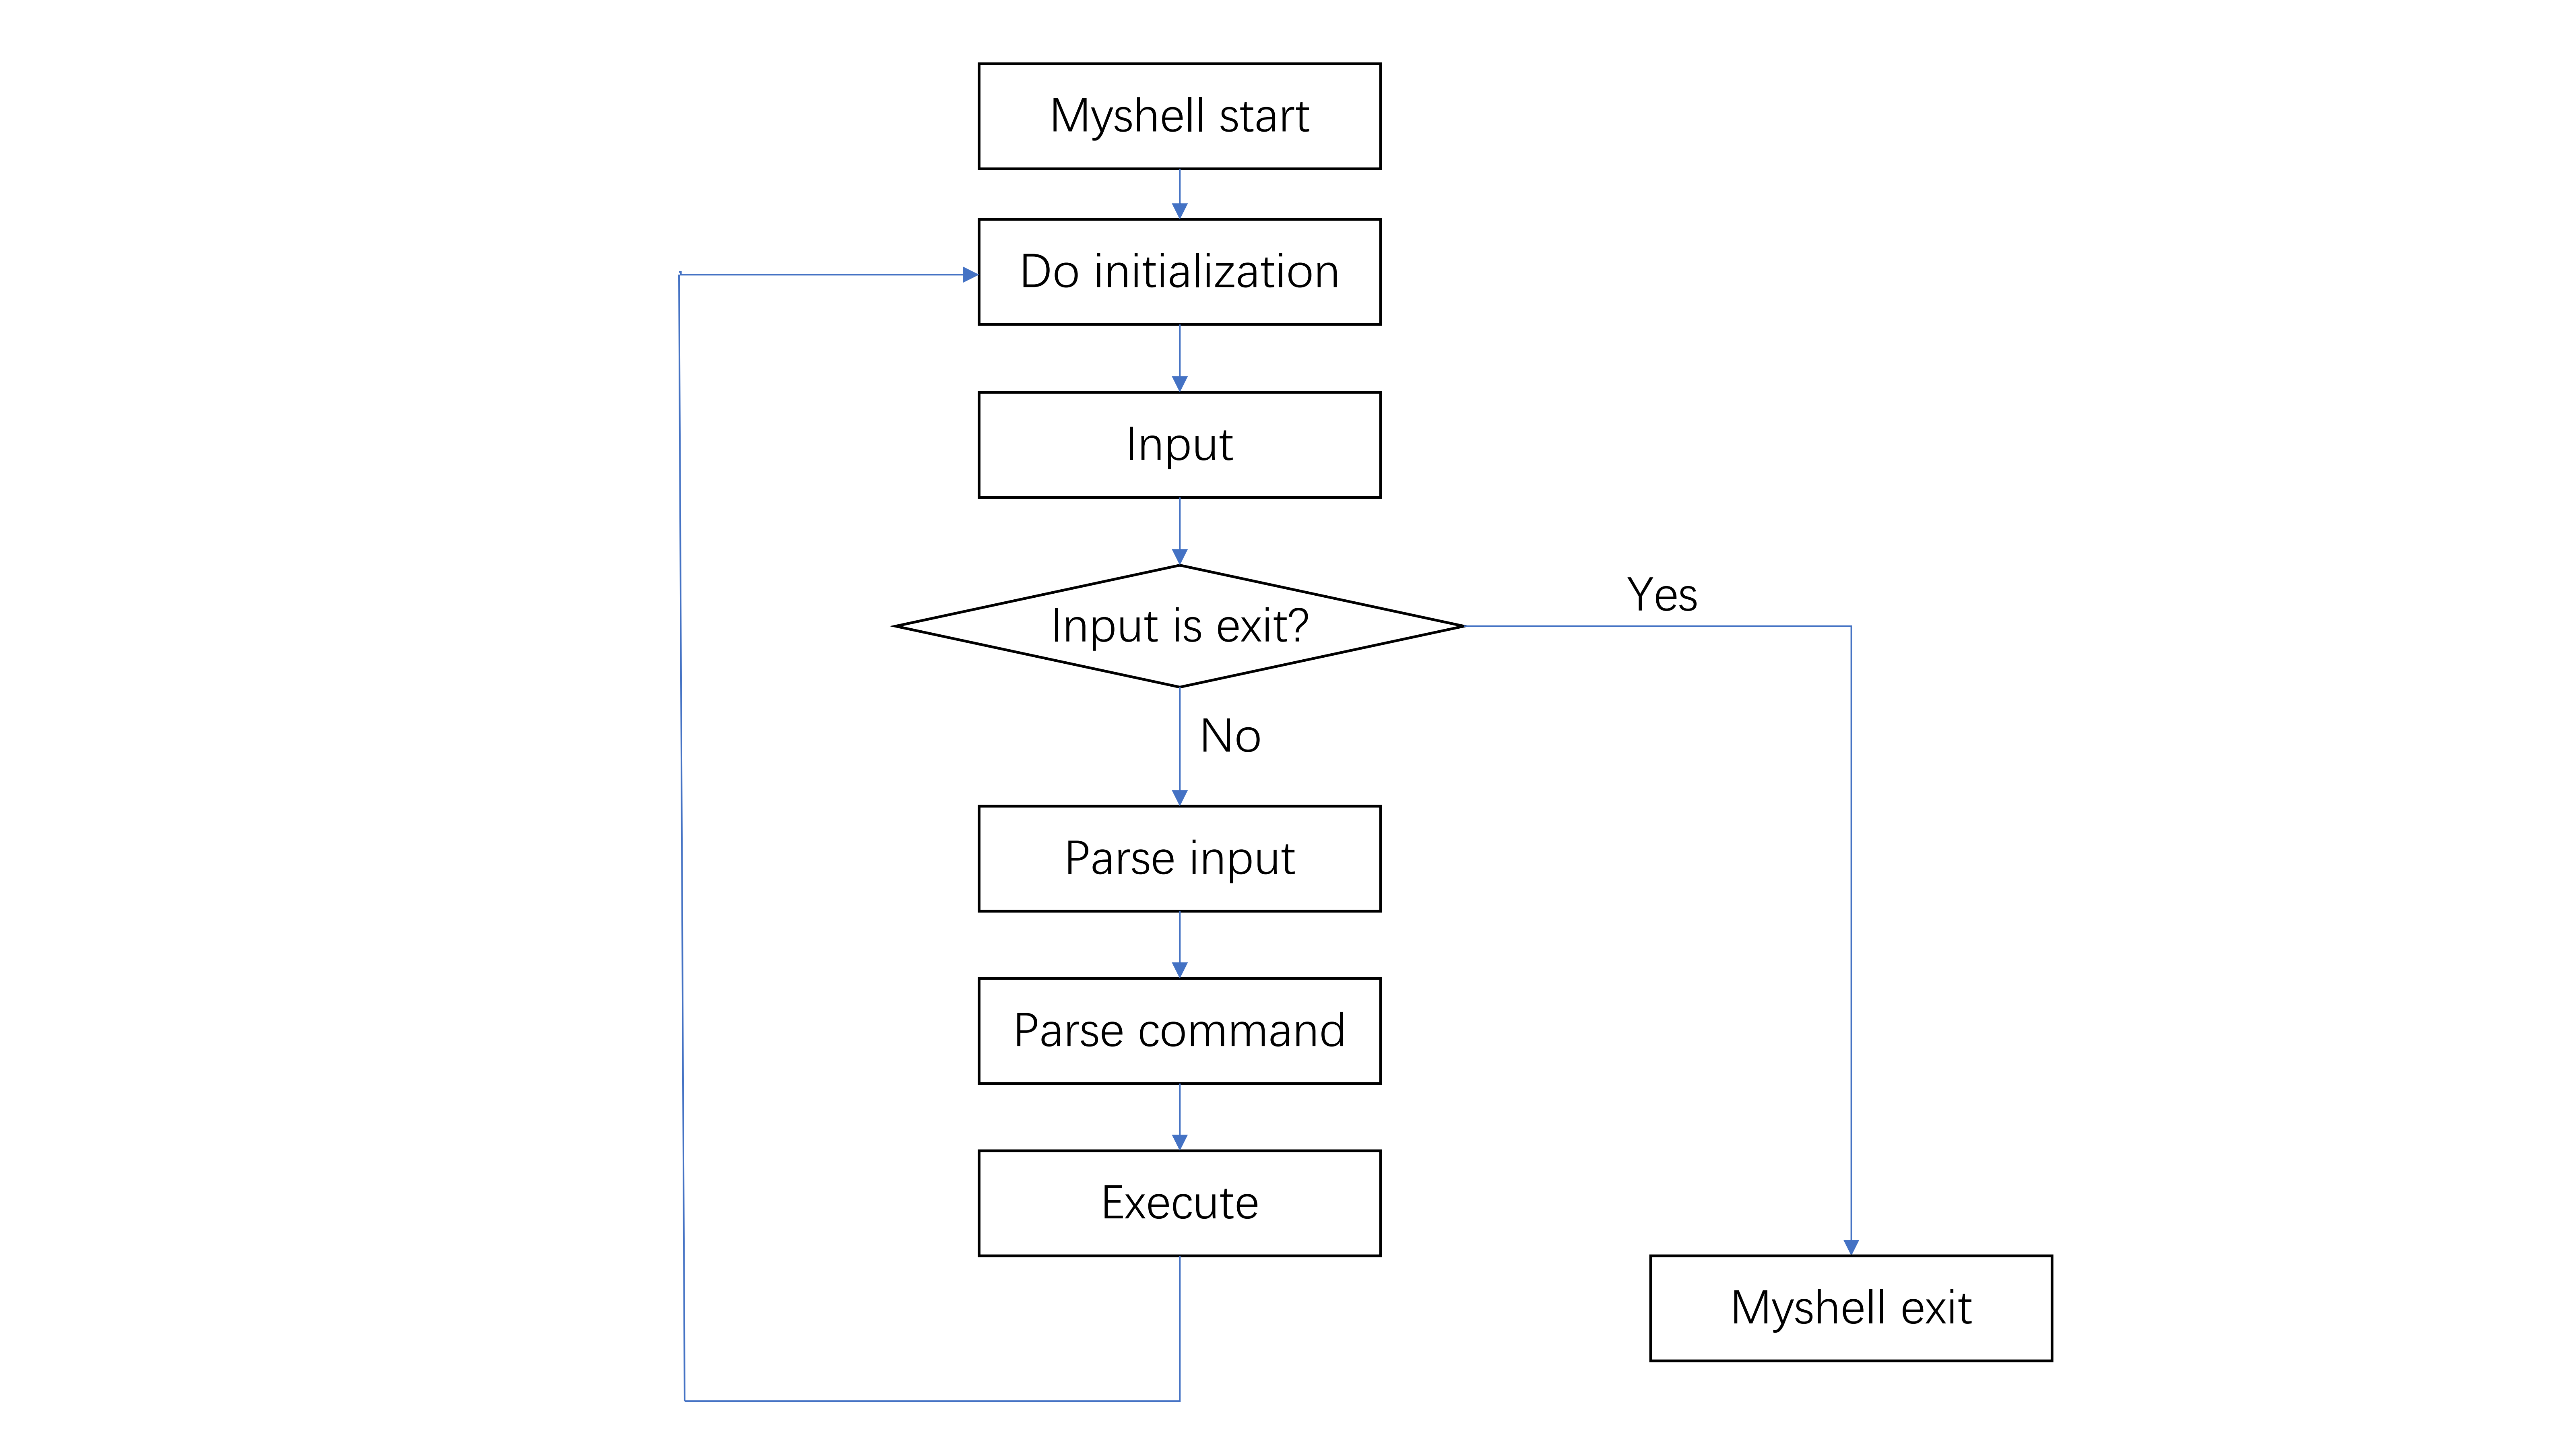 Myshell start
Do initialization
Input
Input is exit?
Yes
No
Parse input
Parse command
Execute
Myshell exit